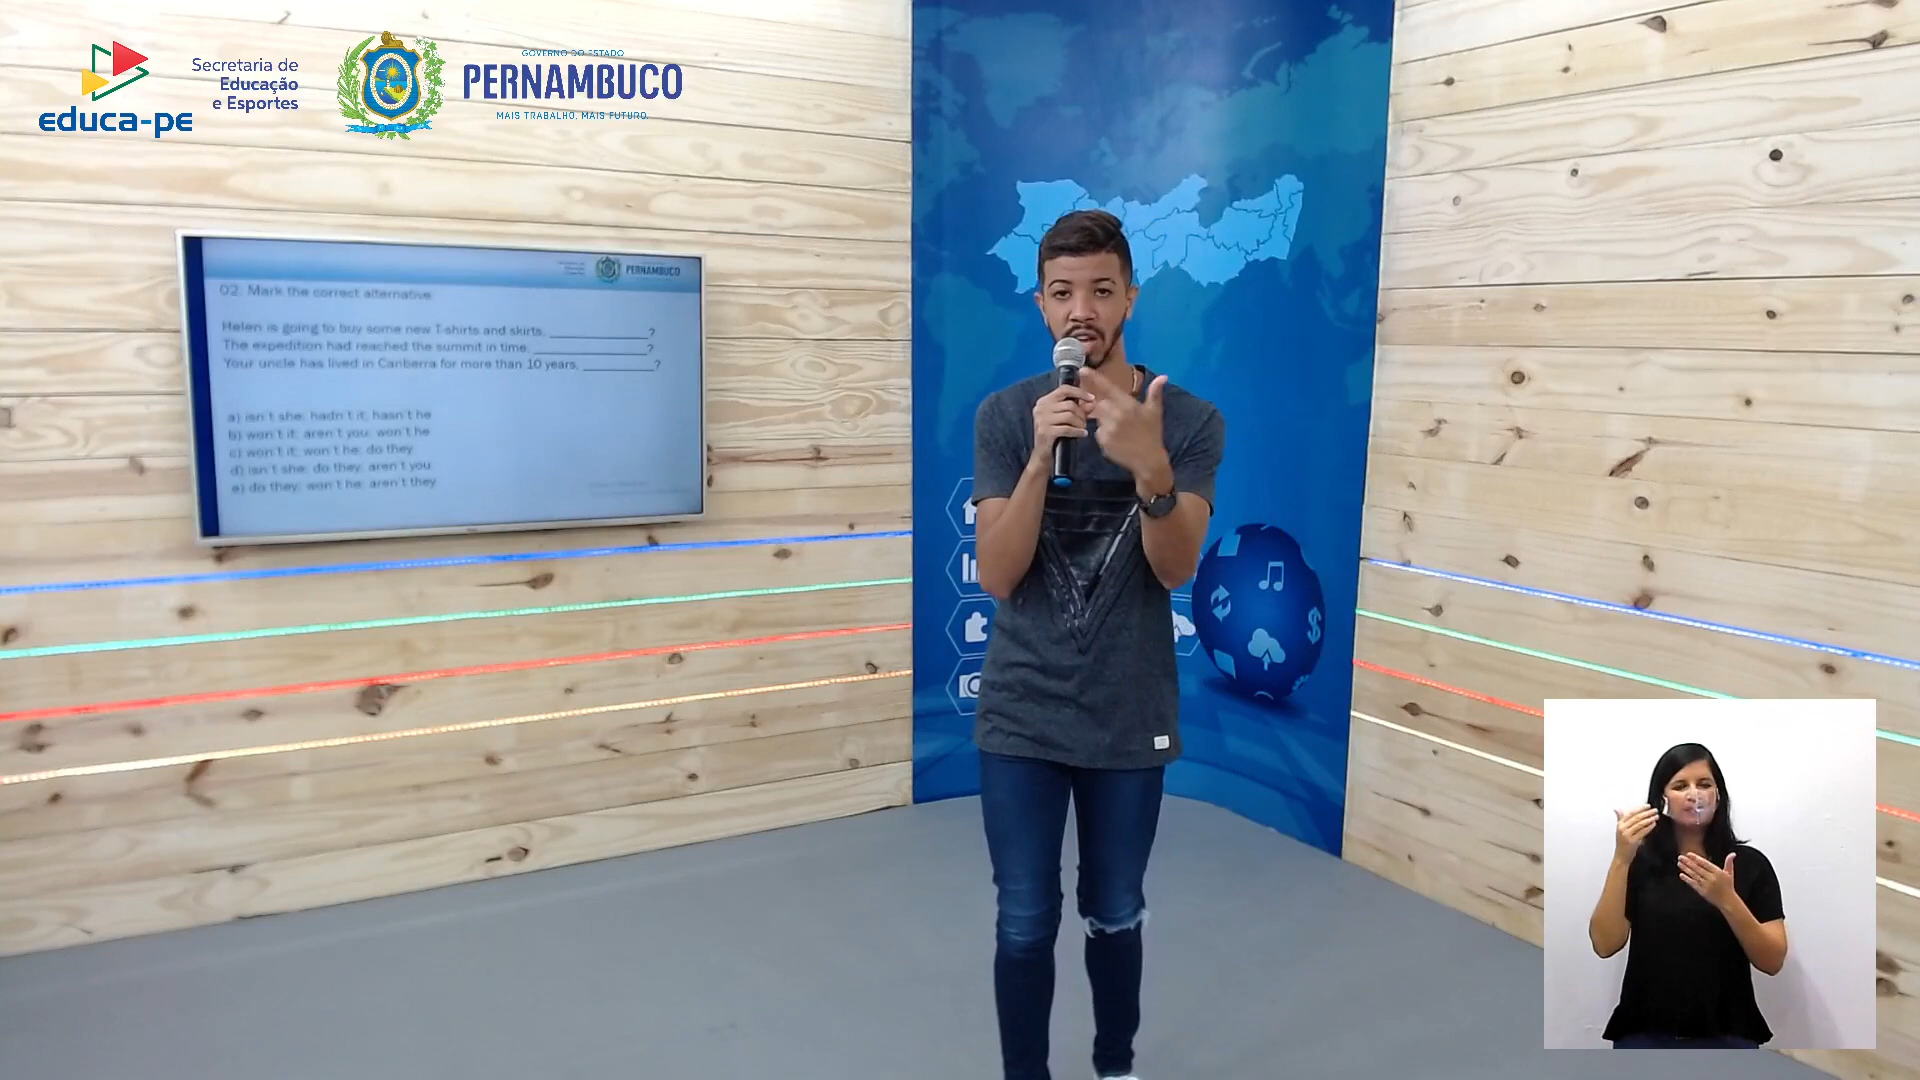 educa-pe
Secretaria de
Educação
e Esportes
GOVERNO DO ESTADO
PERNAMBUCO
MAIS TRABALHO, MAIS FUTURO.
PERNAMBUCO
02. Mark the correct alternative
Helen is going to buy some new T-shirts and skirts, ________________?
The expedition had reached the summit in time, ________________?
Your uncle has lived in Canberra for more than 10 years, __________?
a) isn't she; hadn't it; hasn't he
b) won't it; aren't you; won't he
c) won't it; won't he; do they
d) isn't she; do they; aren't you
e) do they; won't he; aren't they